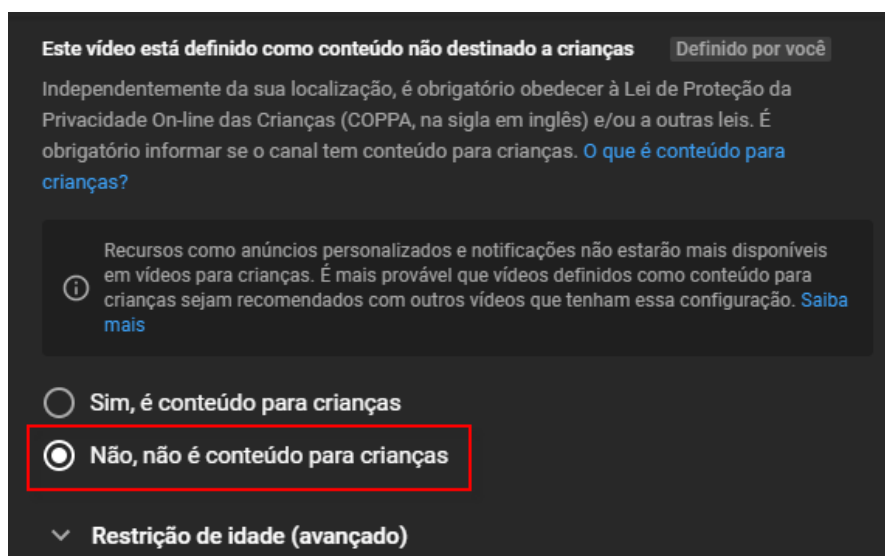 Este vídeo está definido como conteúdo não destinado a crianças Definido por você
Independentemente da sua localização, é obrigatório obedecer à Lei de Proteção da
Privacidade On-line das Crianças (COPPA, na sigla em inglês) e/ou a outras leis. É
obrigatório informar se o canal tem conteúdo para crianças. O que é conteúdo para
crianças?
Recursos como anúncios personalizados e notificações não estarão mais disponíveis
em vídeos para crianças. É mais provável que vídeos definidos como conteúdo para
crianças sejam recomendados com outros vídeos que tenham essa configuração. Saiba
mais
Sim, é conteúdo para crianças
Não, não é conteúdo para crianças
Restrição de idade (avançado)